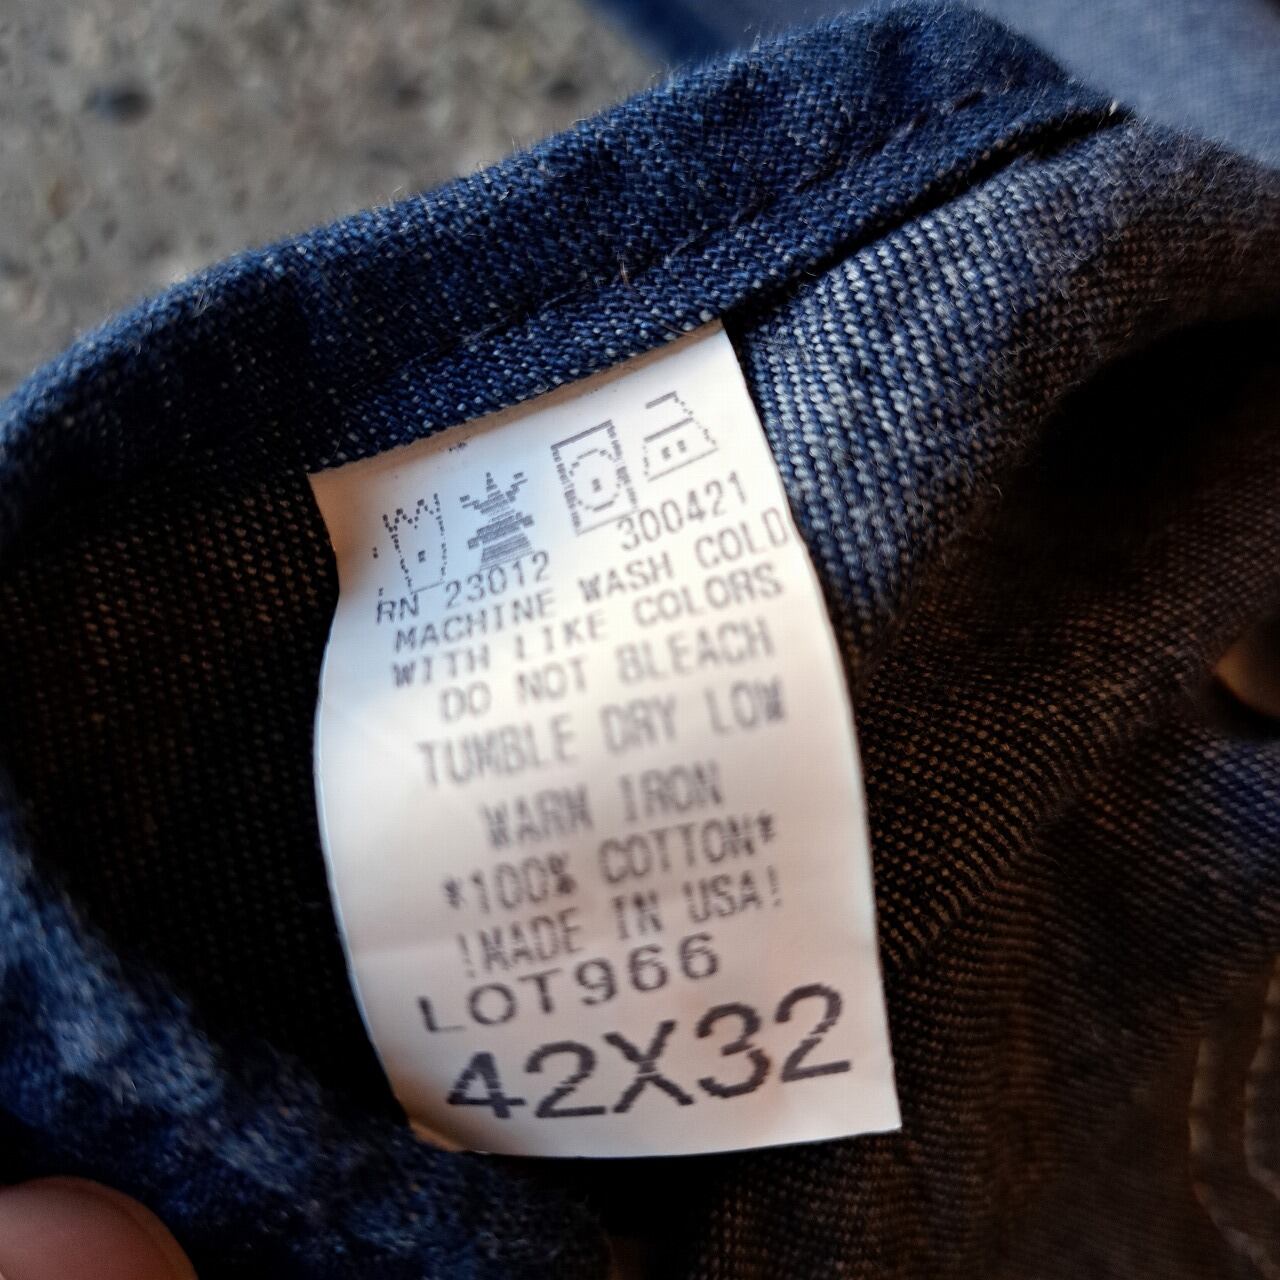 300421
RN 23012
MACHINE WASH COLD
WITH LIKE COLORS
DO NOT BLEACH
TUMBLE DRY LOW
WARM IRON
*100% COTTON*
!MADE IN USA!
LOT966
42X32